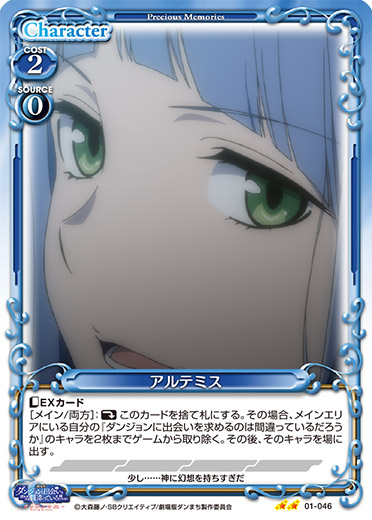 Precious Memories
Character
COST
2
SOURCE
0
アルテミス
EXカード
[メイン/両方]: このカードを捨て札にする。その場合、メインエリ
アにいる自分の『ダンジョンに出会いを求めるのは間違っているだろう
か』のキャラを2枚までゲームから取り除く。その後、そのキャラを場
に出す。
少し……神に幻想を持ちすぎだ
©大森藤ノ・SBクリエイティブ/劇場版ダンまち製作委員会
01-046